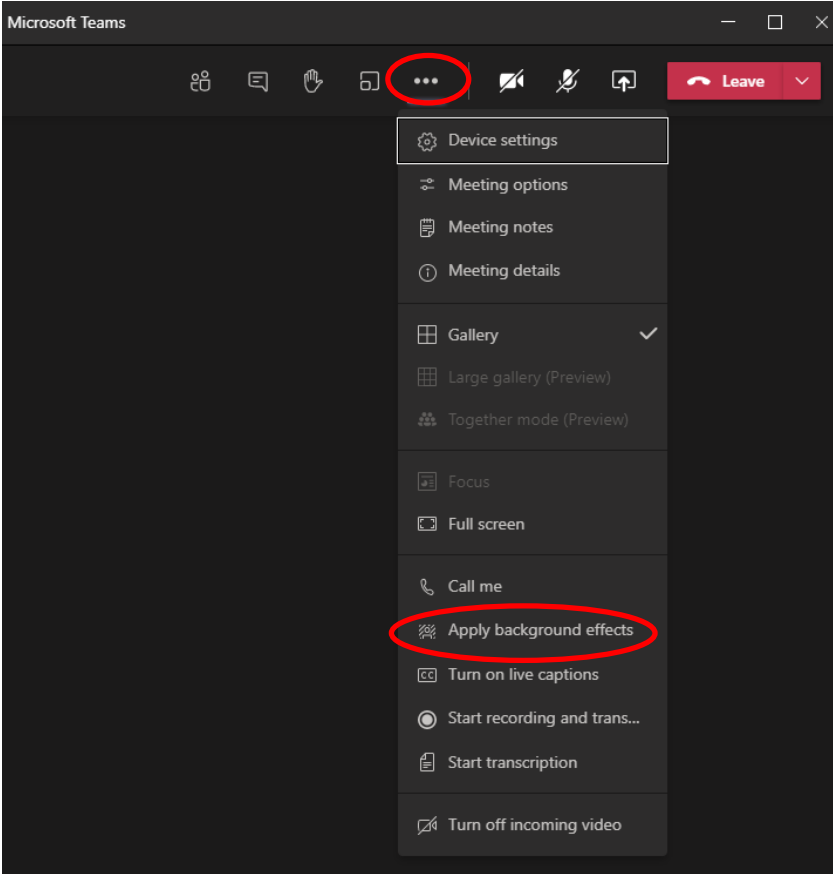 Microsoft Teams
Leave
Device settings
Meeting options
Meeting notes
Meeting details
Gallery
Large gallery (Preview)
Together mode (Preview)
Focus
Full screen
Call me
Apply background effects
CC Turn on live captions
Start recording and trans...
Start transcription
Turn off incoming video